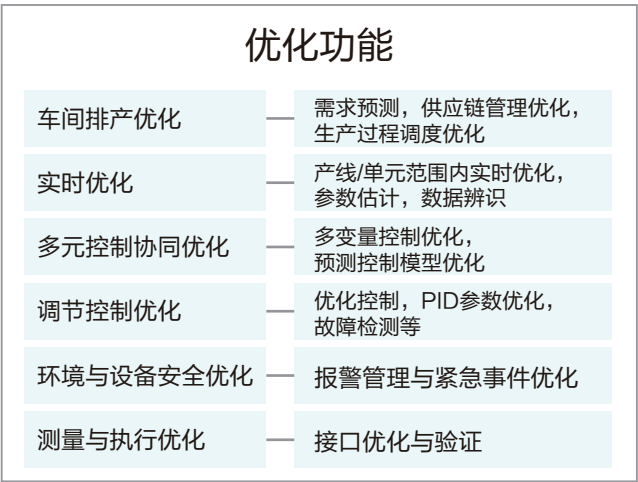 优化功能
车间排产优化
需求预测，供应链管理优化，
生产过程调度优化
实时优化
产线/单元范围内实时优化，
参数估计，数据辨识
多元控制协同优化
多变量控制优化，
预测控制模型优化
调节控制优化
优化控制，PID参数优化，
故障检测等
环境与设备安全优化
报警管理与紧急事件优化
测量与执行优化
接口优化与验证